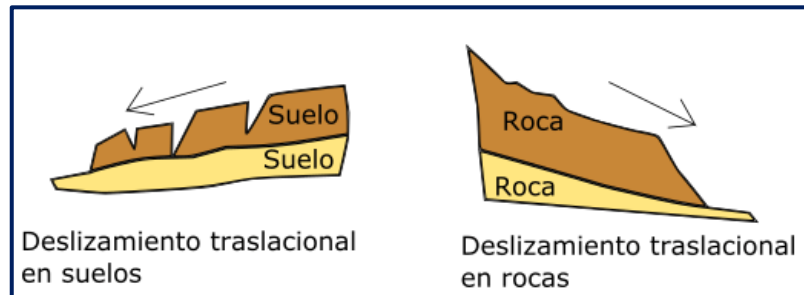 Suelo
Suelo
Deslizamiento traslacional
en suelos
Roca
Roca
Deslizamiento traslacional
en rocas